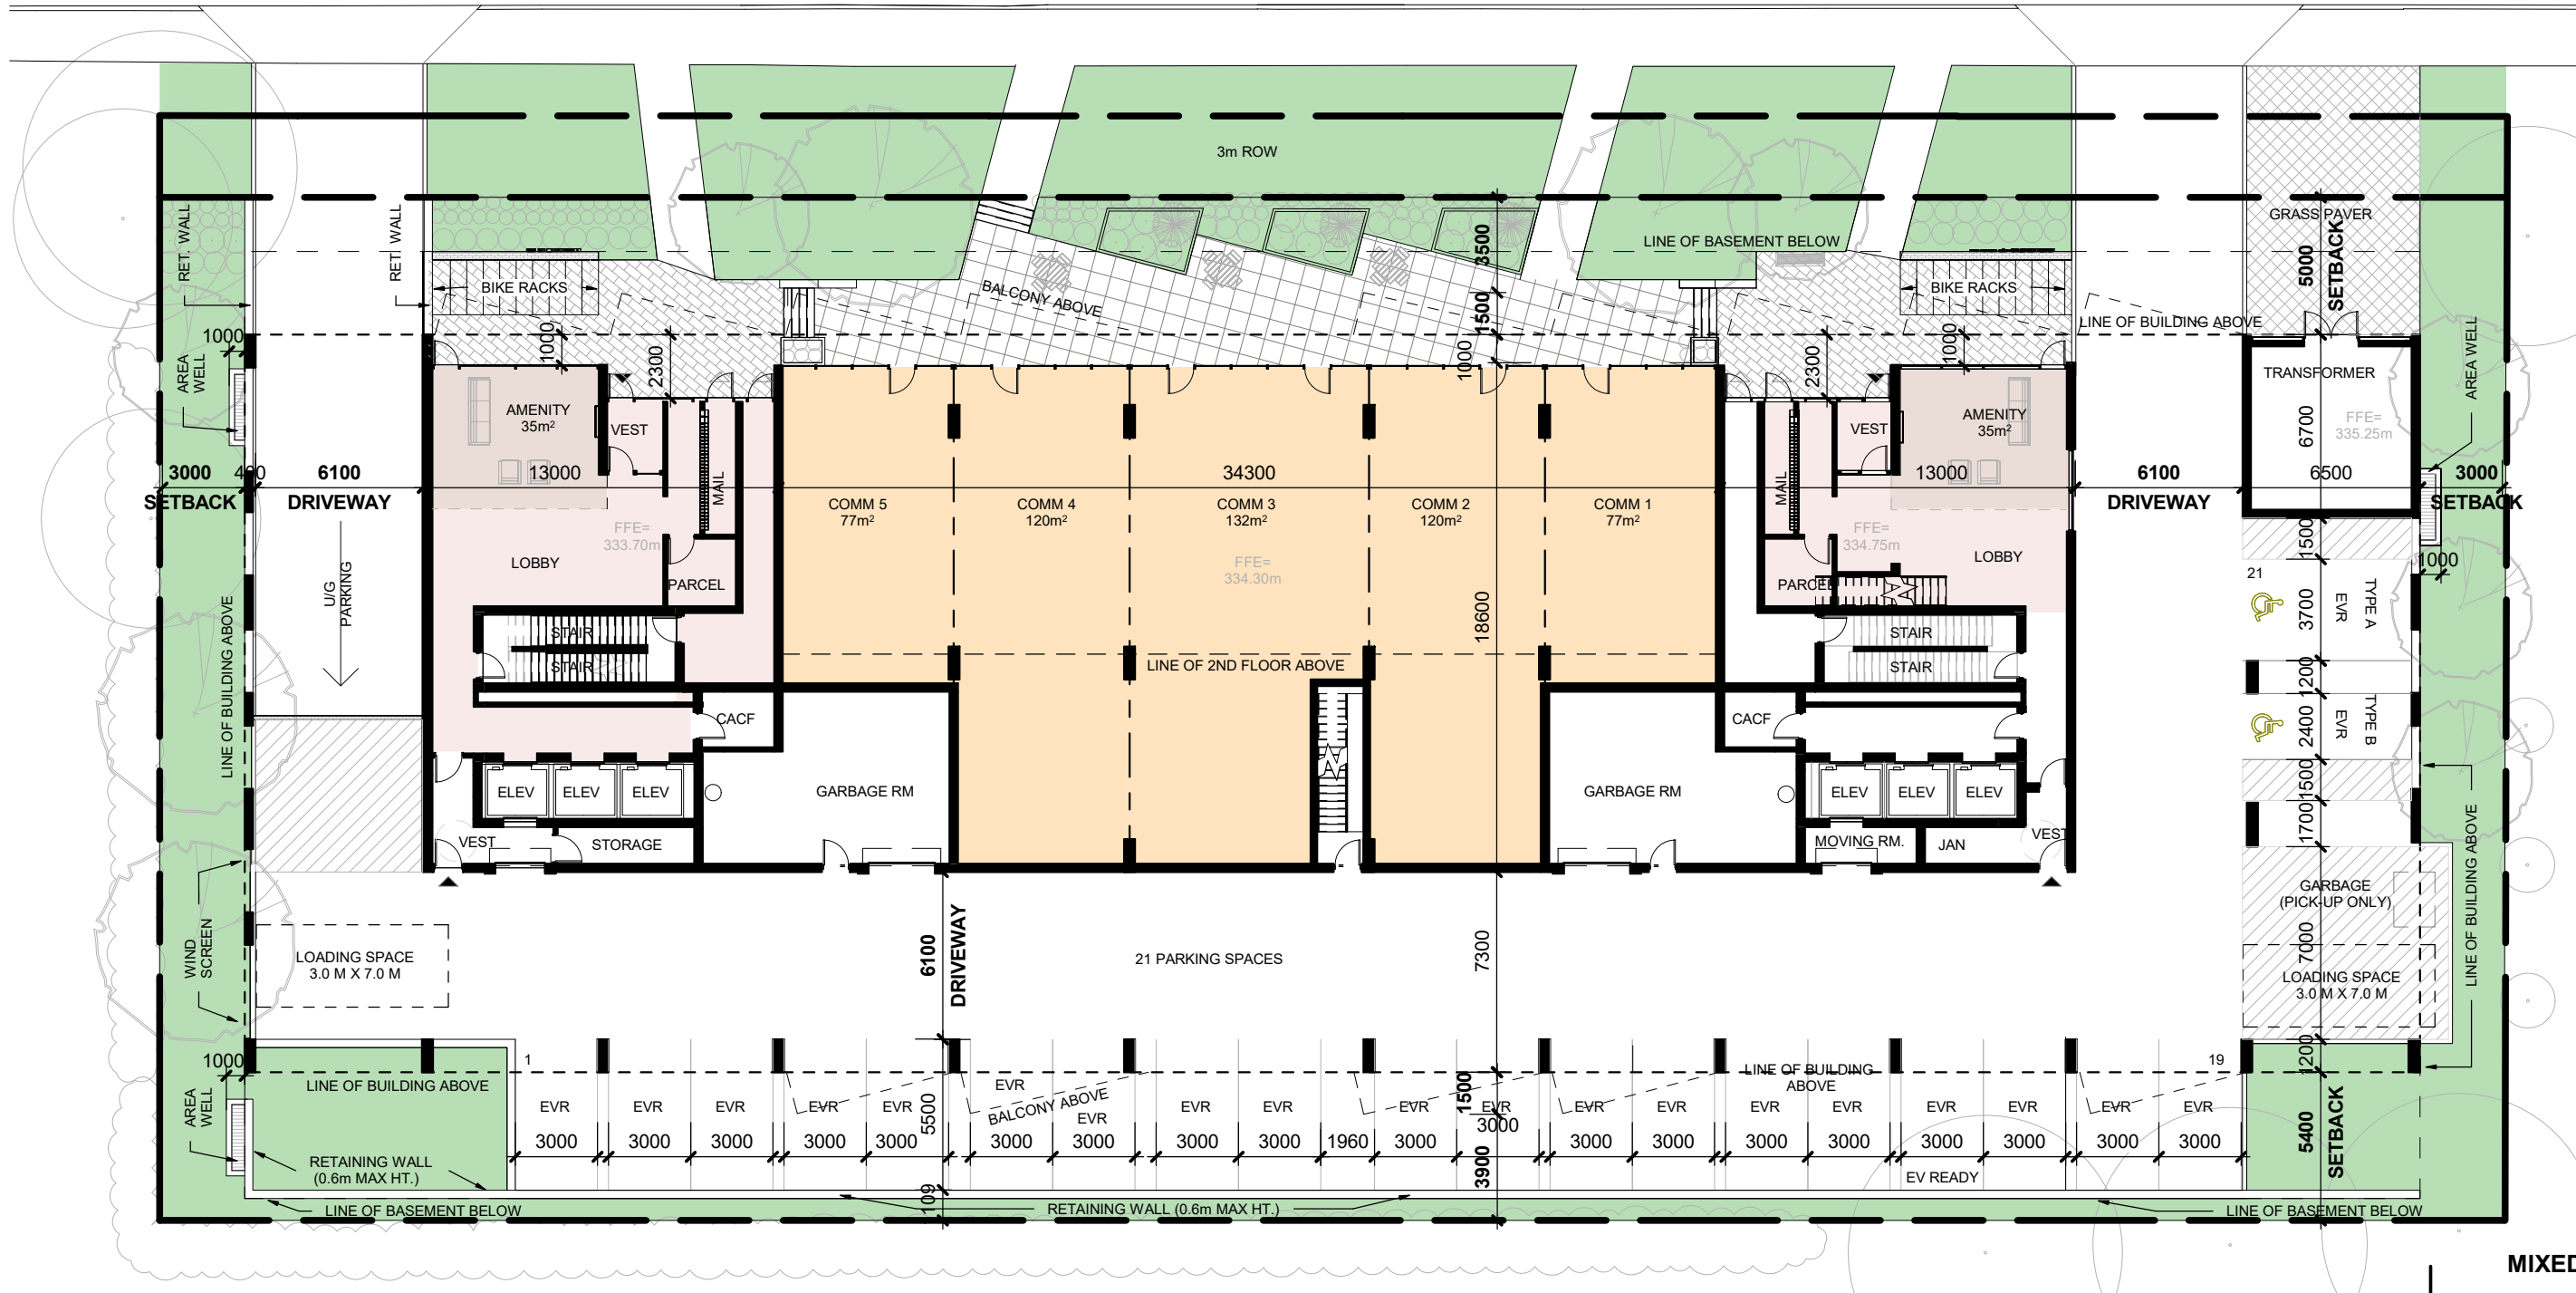 3m ROW
RET. WALL
RET. WALL
3500
GRASS PAVER
5000
SETBACK
LINE OF BASEMENT BELOW
BIKE RACKS
BALCONY ABOVE
BIKE RACKS
1500
LINE OF BUILDING ABOVE
1000
AREA
WELL
1000
2300
1000
2300
1000
AREA WELL
TRANSFORMER
FFE=
335.25m
6700
6500
AMENITY
35m²
VEST
MAIL
VEST
AMENITY
35m²
MAIL
3000
SETBACK
400
6100
DRIVEWAY
13000
34300
13000
6100
DRIVEWAY
3000
SETBACK
COMM 5
77m²
COMM 4
120m²
COMM 3
132m²
COMM 2
120m²
COMM 1
77m²
FFE=
333.70m
FFE=
334.30m
FFE=
334.75m
LOBBY
LOBBY
PARCEL
PARCEL
U/G
PARKING
LINE OF BUILDING ABOVE
18600
1500
1000
21
3700
EVR
TYPE A
1200
2400
EVR
TYPE B
1500
1700
STAIR
STAIR
STAIR
STAIR
LINE OF 2ND FLOOR ABOVE
CACF
CACF
ELEV
ELEV
ELEV
GARBAGE RM
GARBAGE RM
ELEV
ELEV
ELEV
VEST
STORAGE
MOVING RM.
JAN
VEST
GARBAGE
(PICK-UP ONLY)
7000
LOADING SPACE
3.0 M X 7.0 M
LINE OF BUILDING ABOVE
WIND
SCREEN
LOADING SPACE
3.0 M X 7.0 M
6100
DRIVEWAY
21 PARKING SPACES
7300
1000
AREA
WELL
LINE OF BUILDING ABOVE
1
19
1200
LINE OF BUILDING
ABOVE
5400
SETBACK
EVR
EVR
EVR
EVR
EVR
EVR
BALCONY ABOVE
EVR
EVR
EVR
EVR
EVR
EVR
EVR
EVR
EVR
EVR
EVR
EVR
EVR
5500
1500
3000
3000
3000
3000
3000
3000
3000
3000
3000
3000
1960
3000
3000
3000
3000
3000
3000
3000
3000
3000
3900
109
RETAINING WALL
(0.6m MAX HT.)
EV READY
LINE OF BASEMENT BELOW
RETAINING WALL (0.6m MAX HT.)
LINE OF BASEMENT BELOW